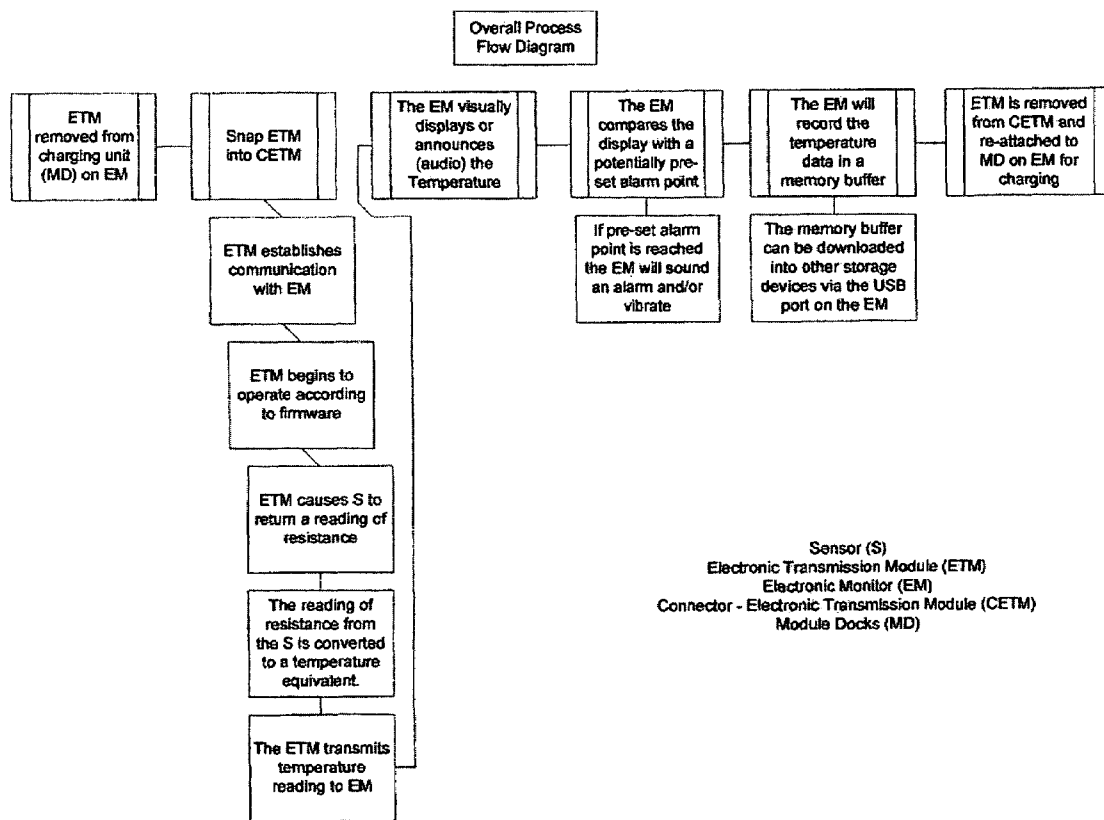 Overall Process
Flow Diagram
ETM
removed from
charging unit
(MD) on EM
Snap ETM
into CETM
The EM visually
displays or
announces
(audio) the
Temperature
The EM
compares the
display with a
potentially pre-
set alarm point
The EM will
record the
temperature
data in a
memory buffer
ETM is removed
from CETM and
re-attached to
MD on EM for
charging
ETM establishes
communication
with EM
ETM begins to
operate according
to firmware
ETM causes S to
return a reading of
resistance
The reading of
resistance from
the S is converted
to a temperature
equivalent.
The ETM transmits
temperature
reading to EM
If pre-set alarm
point is reached
the EM will sound
an alarm and/or
vibrate
The memory buffer
can be downloaded
into other storage
devices via the USB
port on the EM
Sensor (S)
Electronic Transmission Module (ETM)
Electronic Monitor (EM)
Connector - Electronic Transmission Module (CETM)
Module Docks (MD)